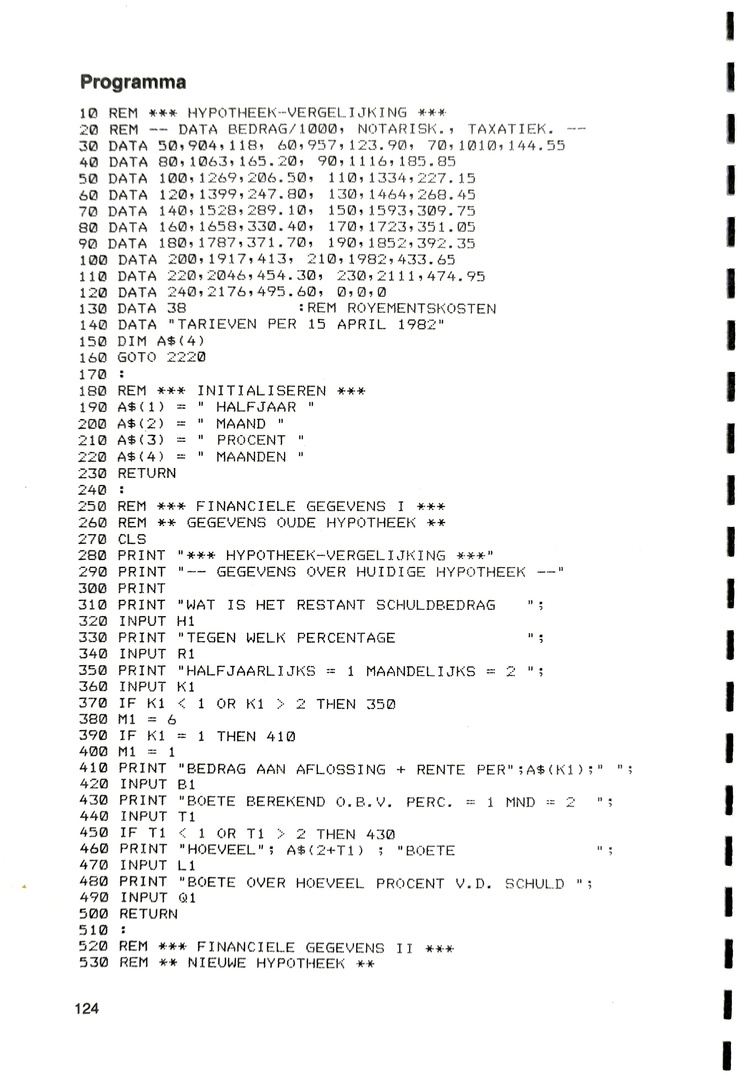 Programma
10 REM *** HYPOTHEEK-VERGELIJKING ***
20 REM -- DATA BEDRAG/1000, NOTARISK., TAXATIEK. --
30 DATA 50,904,118, 60,957,123.90, 70,1010,144.55
40 DATA 80,1063,165.20, 90,1116,185.85
50 DATA 100,1269,206.50, 110,1334,227.15
60 DATA 120,1399,247.80, 130,1464,268.45
70 DATA 140,1528,289.10, 150,1593,309.75
80 DATA 160,1658,330.40, 170,1723,351.05
90 DATA 180,1787,371.70, 190,1852,392.35
100 DATA 200,1917,413, 210,1982,433.65
110 DATA 220,2046,454.30, 230,2111,474.95
120 DATA 240,2176,495.60, 0,0,0
130 DATA 38 :REM ROYEMENTSKOSTEN
140 DATA "TARIEVEN PER 15 APRIL 1982"
150 DIM A$(4)
160 GOTO 2220
170 :
180 REM *** INITIALISEREN ***
190 A$(1) = " HALFJAAR "
200 A$(2) = " MAAND "
210 A$(3) = " PROCENT "
220 A$(4) = " MAANDEN "
230 RETURN
240 :
250 REM *** FINANCIELE GEGEVENS I ***
260 REM ** GEGEVENS OUDE HYPOTHEEK **
270 CLS
280 PRINT "*** HYPOTHEEK-VERGELIJKING ***"
290 PRINT "-- GEGEVENS OVER HUIDIGE HYPOTHEEK --"
300 PRINT
310 PRINT "WAT IS HET RESTANT SCHULDBEDRAG   ";
320 INPUT H1
330 PRINT "TEGEN WELK PERCENTAGE             ";
340 INPUT R1
350 PRINT "HALFJAARLIJKS = 1 MAANDELIJKS = 2 ";
360 INPUT K1
370 IF K1 < 1 OR K1 > 2 THEN 350
380 M1 = 6
390 IF K1 = 1 THEN 410
400 M1 = 1
410 PRINT "BEDRAG AAN AFLOSSING + RENTE PER";A$(K1);" ";
420 INPUT B1
430 PRINT "BOETE BEREKEND O.B.V. PERC. = 1 MND = 2  ";
440 INPUT T1
450 IF T1 < 1 OR T1 > 2 THEN 430
460 PRINT "HOEVEEL"; A$(2+T1) ; "BOETE              ";
470 INPUT L1
480 PRINT "BOETE OVER HOEVEEL PROCENT V.D. SCHULD ";
490 INPUT Q1
500 RETURN
510 :
520 REM *** FINANCIELE GEGEVENS II ***
530 REM ** NIEUWE HYPOTHEEK **
124